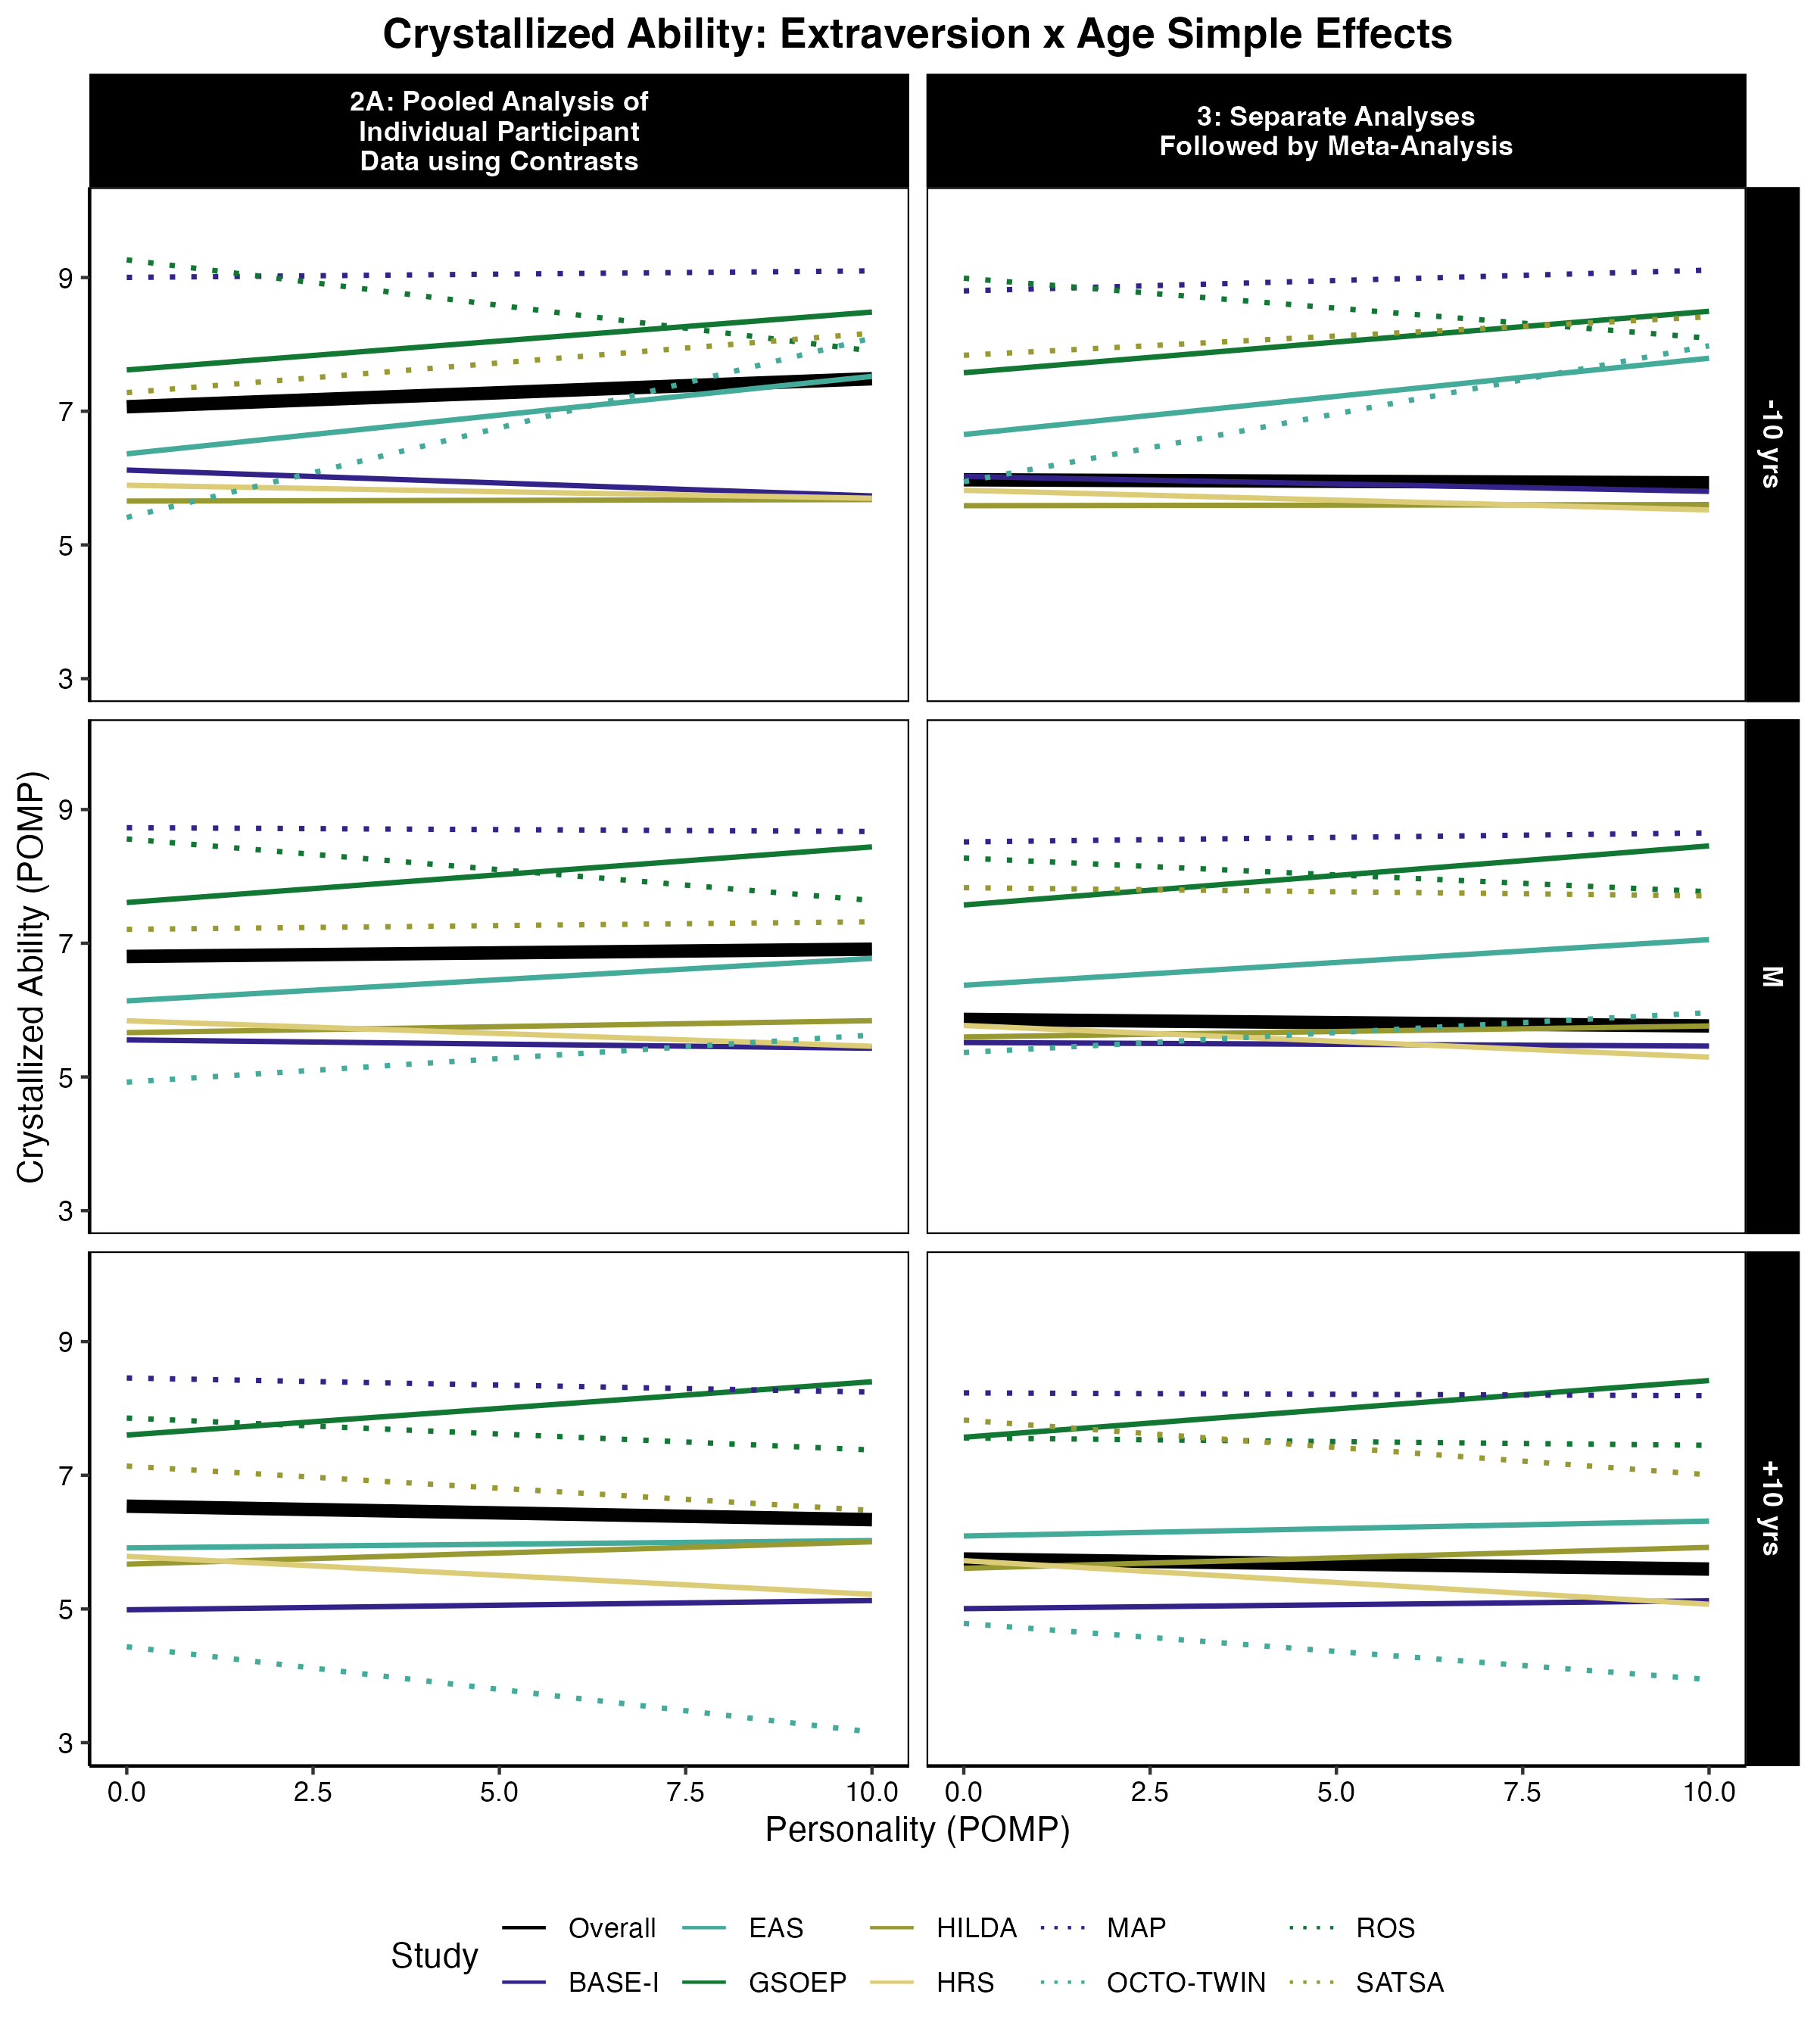 Crystallized Ability: Extraversion x Age Simple Effects
2A: Pooled Analysis of
Individual Participant
Data using Contrasts
3: Separate Analyses
Followed by Meta-Analysis
9
7
5
3
-10 yrs
9
7
5
3
M
9
7
5
3
+10 yrs
Crystallized Ability (POMP)
0.0 2.5 5.0 7.5 10.0 0.0 2.5 5.0 7.5 10.0
Personality (POMP)
Study
Overall EAS HILDA MAP ROS
BASE-I GSOEP HRS OCTO-TWIN SATSA